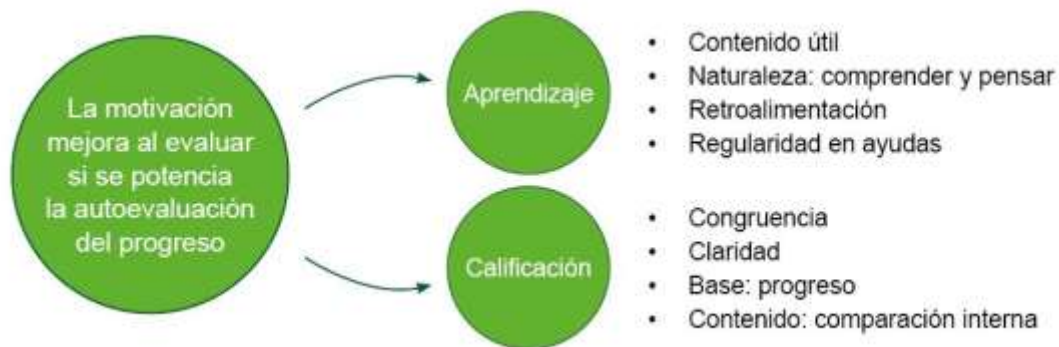 La motivación
mejora al evaluar
si se potencia
la autoevaluación
del progreso
Aprendizaje
• Contenido útil
• Naturaleza: comprender y pensar
• Retroalimentación
• Regularidad en ayudas
Calificación
• Congruencia
• Claridad
• Base: progreso
• Contenido: comparación interna